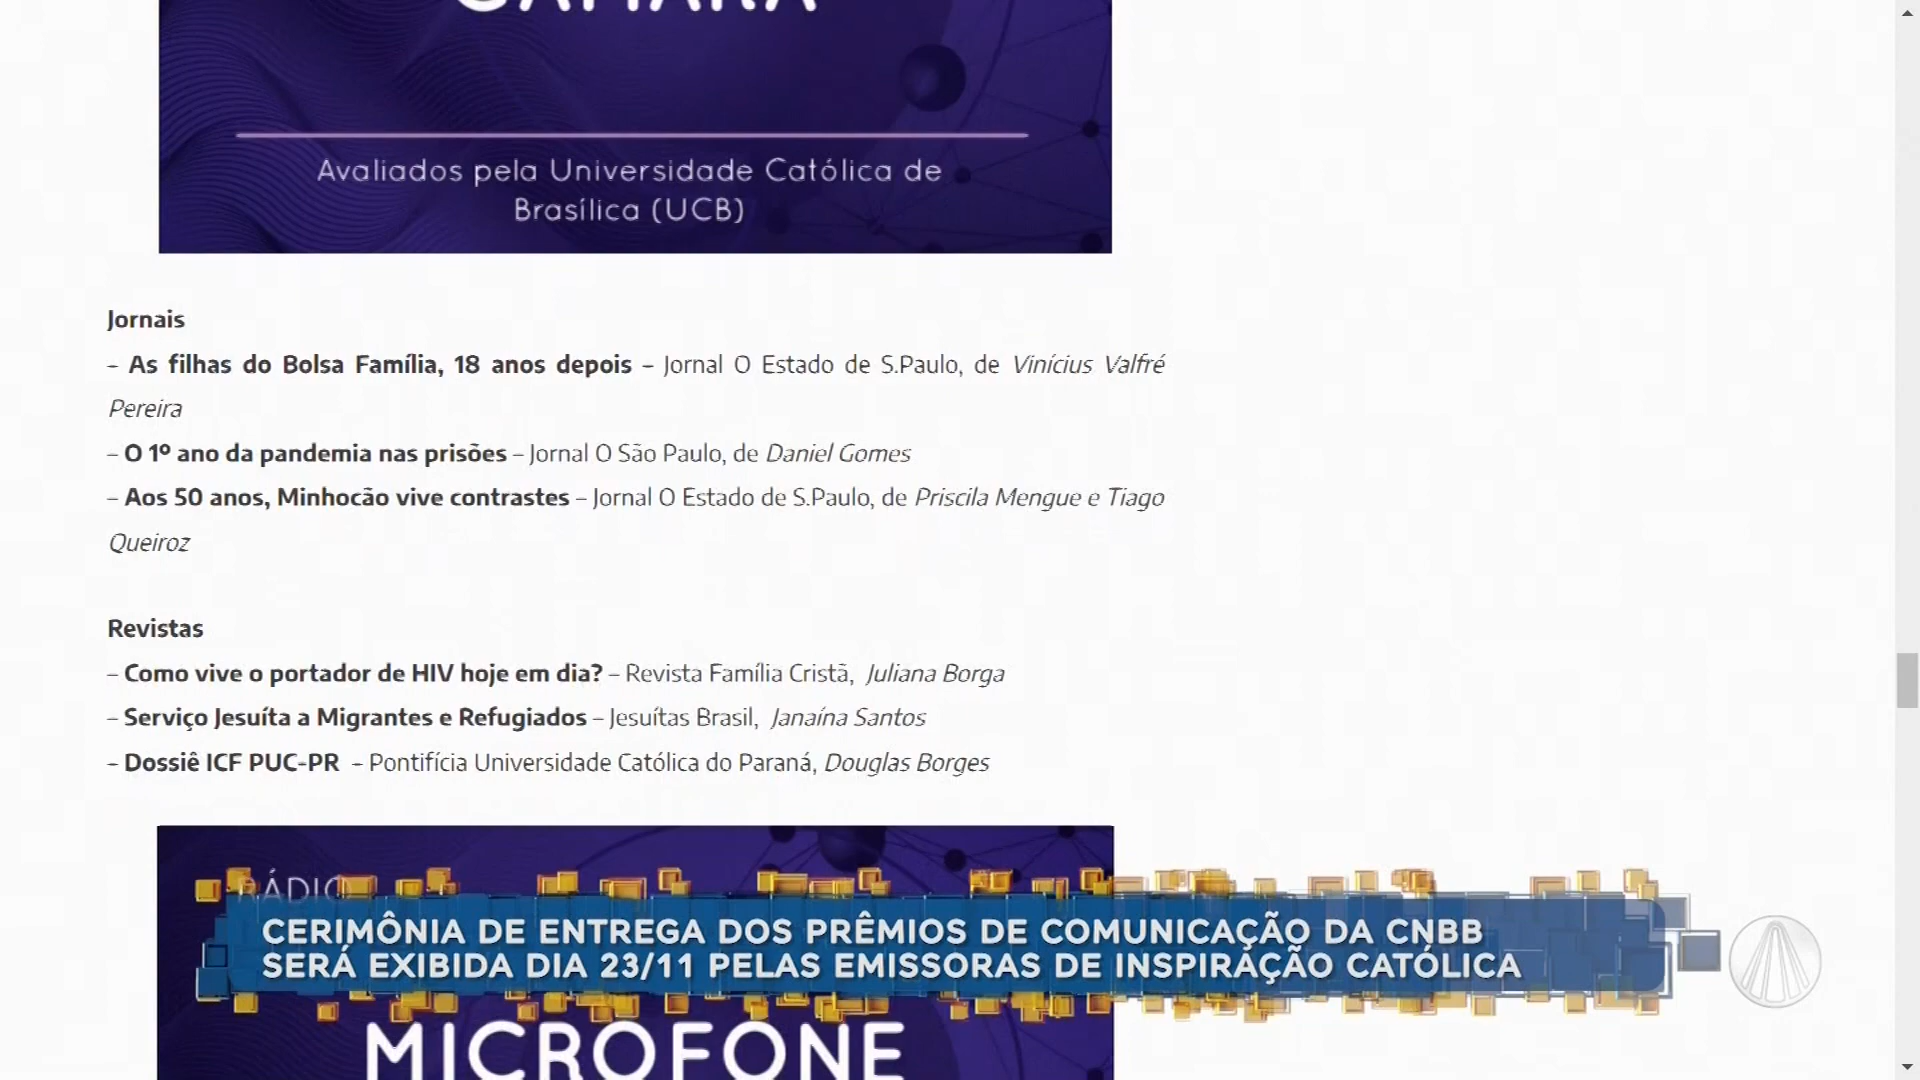 Avaliados pela Universidade Católica de
Brasílica (UCB)
Jornais
– As filhas do Bolsa Família, 18 anos depois – Jornal O Estado de S.Paulo, de Vinícius Valfré
Pereira
– O 1º ano da pandemia nas prisões – Jornal O São Paulo, de Daniel Gomes
– Aos 50 anos, Minhocão vive contrastes – Jornal O Estado de S.Paulo, de Priscila Mengue e Tiago
Queiroz
Revistas
– Como vive o portador de HIV hoje em dia? – Revista Família Cristã, Juliana Borga
– Serviço Jesuíta a Migrantes e Refugiados – Jesuítas Brasil, Janaína Santos
– Dossiê ICF PUC-PR – Pontifícia Universidade Católica do Paraná, Douglas Borges
RÁDIO
CERIMÔNIA DE ENTREGA DOS PRÊMIOS DE COMUNICAÇÃO DA CNBB
SERÁ EXIBIDA DIA 23/11 PELAS EMISSORAS DE INSPIRAÇÃO CATÓLICA
MICROFONE